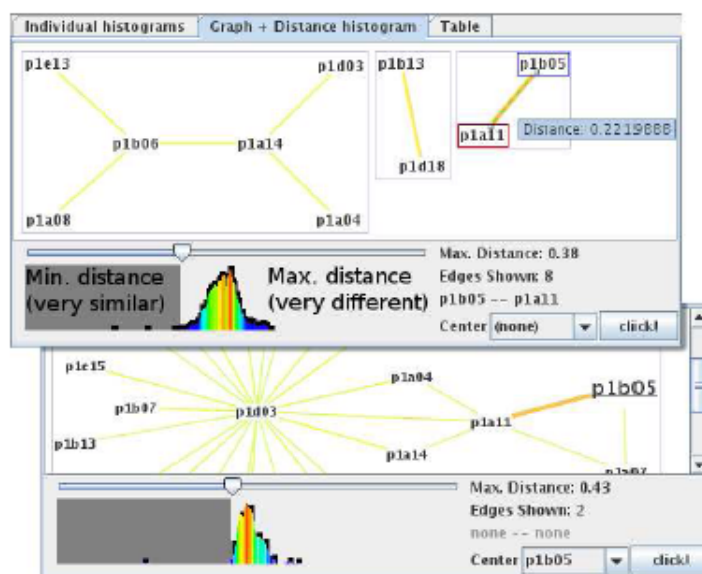 Individual histograms Graph + Distance histogram Table
p1e13 p1d03 p1b13 p1b05
p1b06 p1a14 p1a11 Distance: 0.2219888
p1d18
p1a08 p1a04
Max. Distance: 0.38
Min. distance Max. distance Edges Shown: 8
(very similar) (very different) p1b05 -- p1a11
Center (none) click!
p1e15 p1a04
p1b05
p1b07 p1d03
p1a11
p1b13 p1a14
Max. Distance: 0.43
Edges Shown: 2
none -- none
Center p1b05 click!